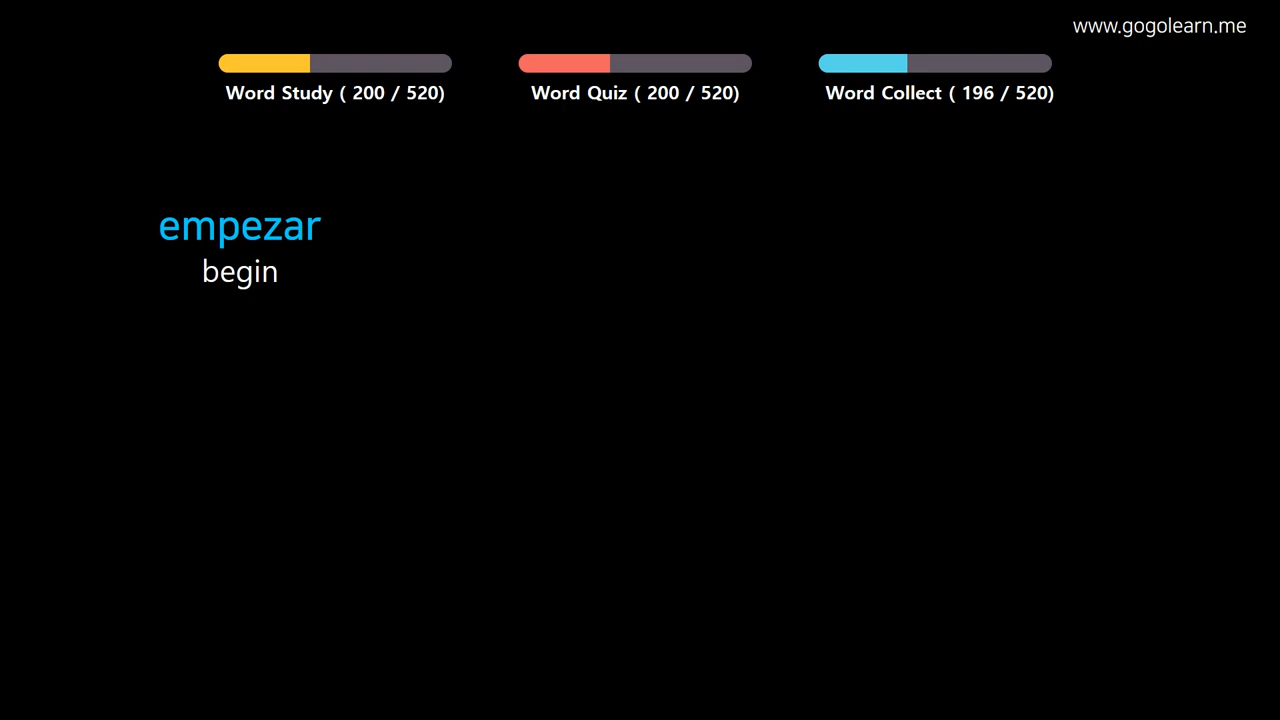 www.gogolearn.me
Word Study ( 200 / 520)
Word Quiz ( 200 / 520)
Word Collect ( 196 / 520)
empezar
begin